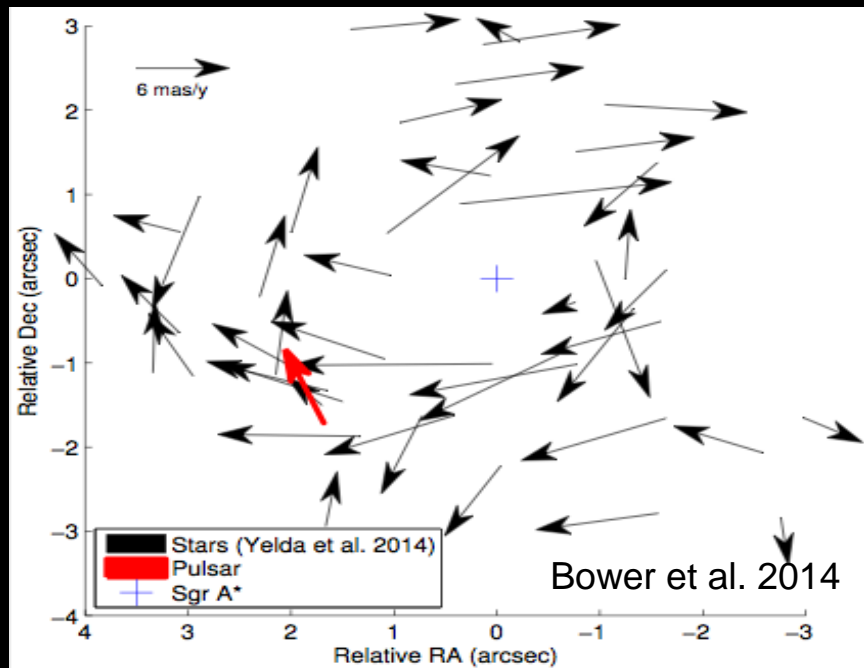 3
6 mas/y
2
1
0
−1
−2
−3
−4
Relative Dec (arcsec)
Stars (Yelda et al. 2014)
Pulsar
Sgr A*
Bower et al. 2014
4 3 2 1 0 −1 −2 −3
Relative RA (arcsec)